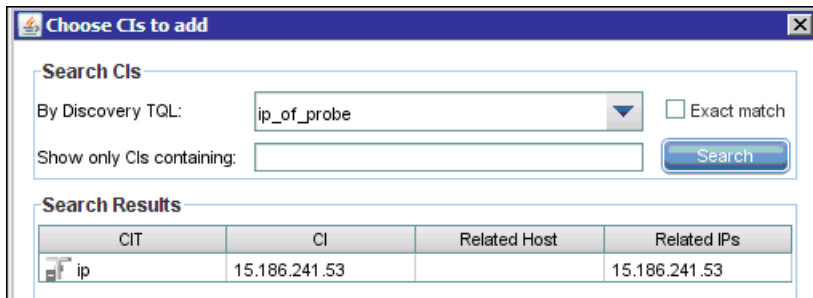 Choose CIs to add
Search CIs
By Discovery TQL: ip_of_probe Exact match
Show only CIs containing: Search
Search Results
CIT CI Related Host Related IPs
ip 15.186.241.53 15.186.241.53